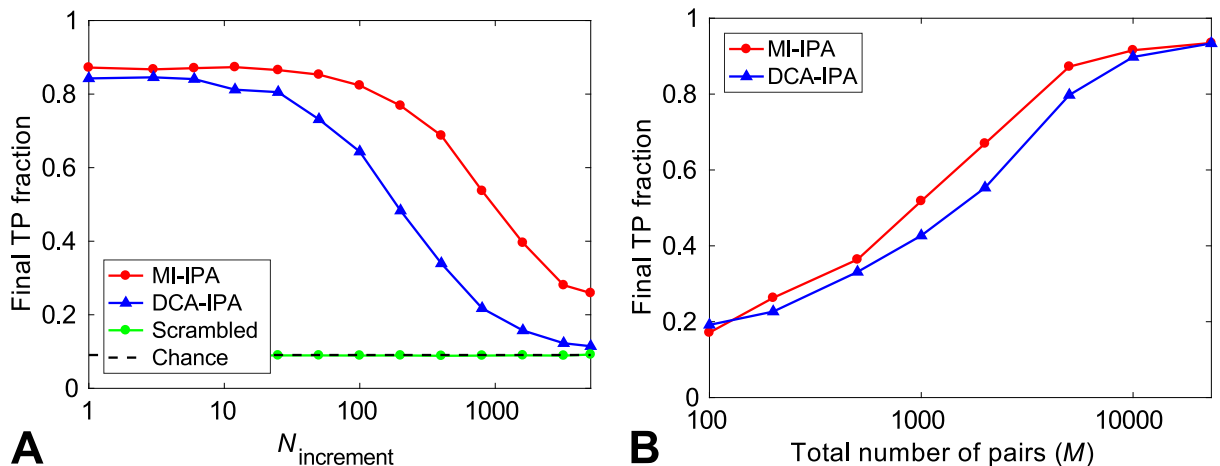 1
0.8
0.6
0.4
0.2
0
Final TP fraction
MI-IPA
DCA-IPA
Scrambled
Chance
1
10
100
1000
Nincrement
A
1
0.8
0.6
0.4
0.2
0
Final TP fraction
MI-IPA
DCA-IPA
100
1000
10000
Total number of pairs (M)
B